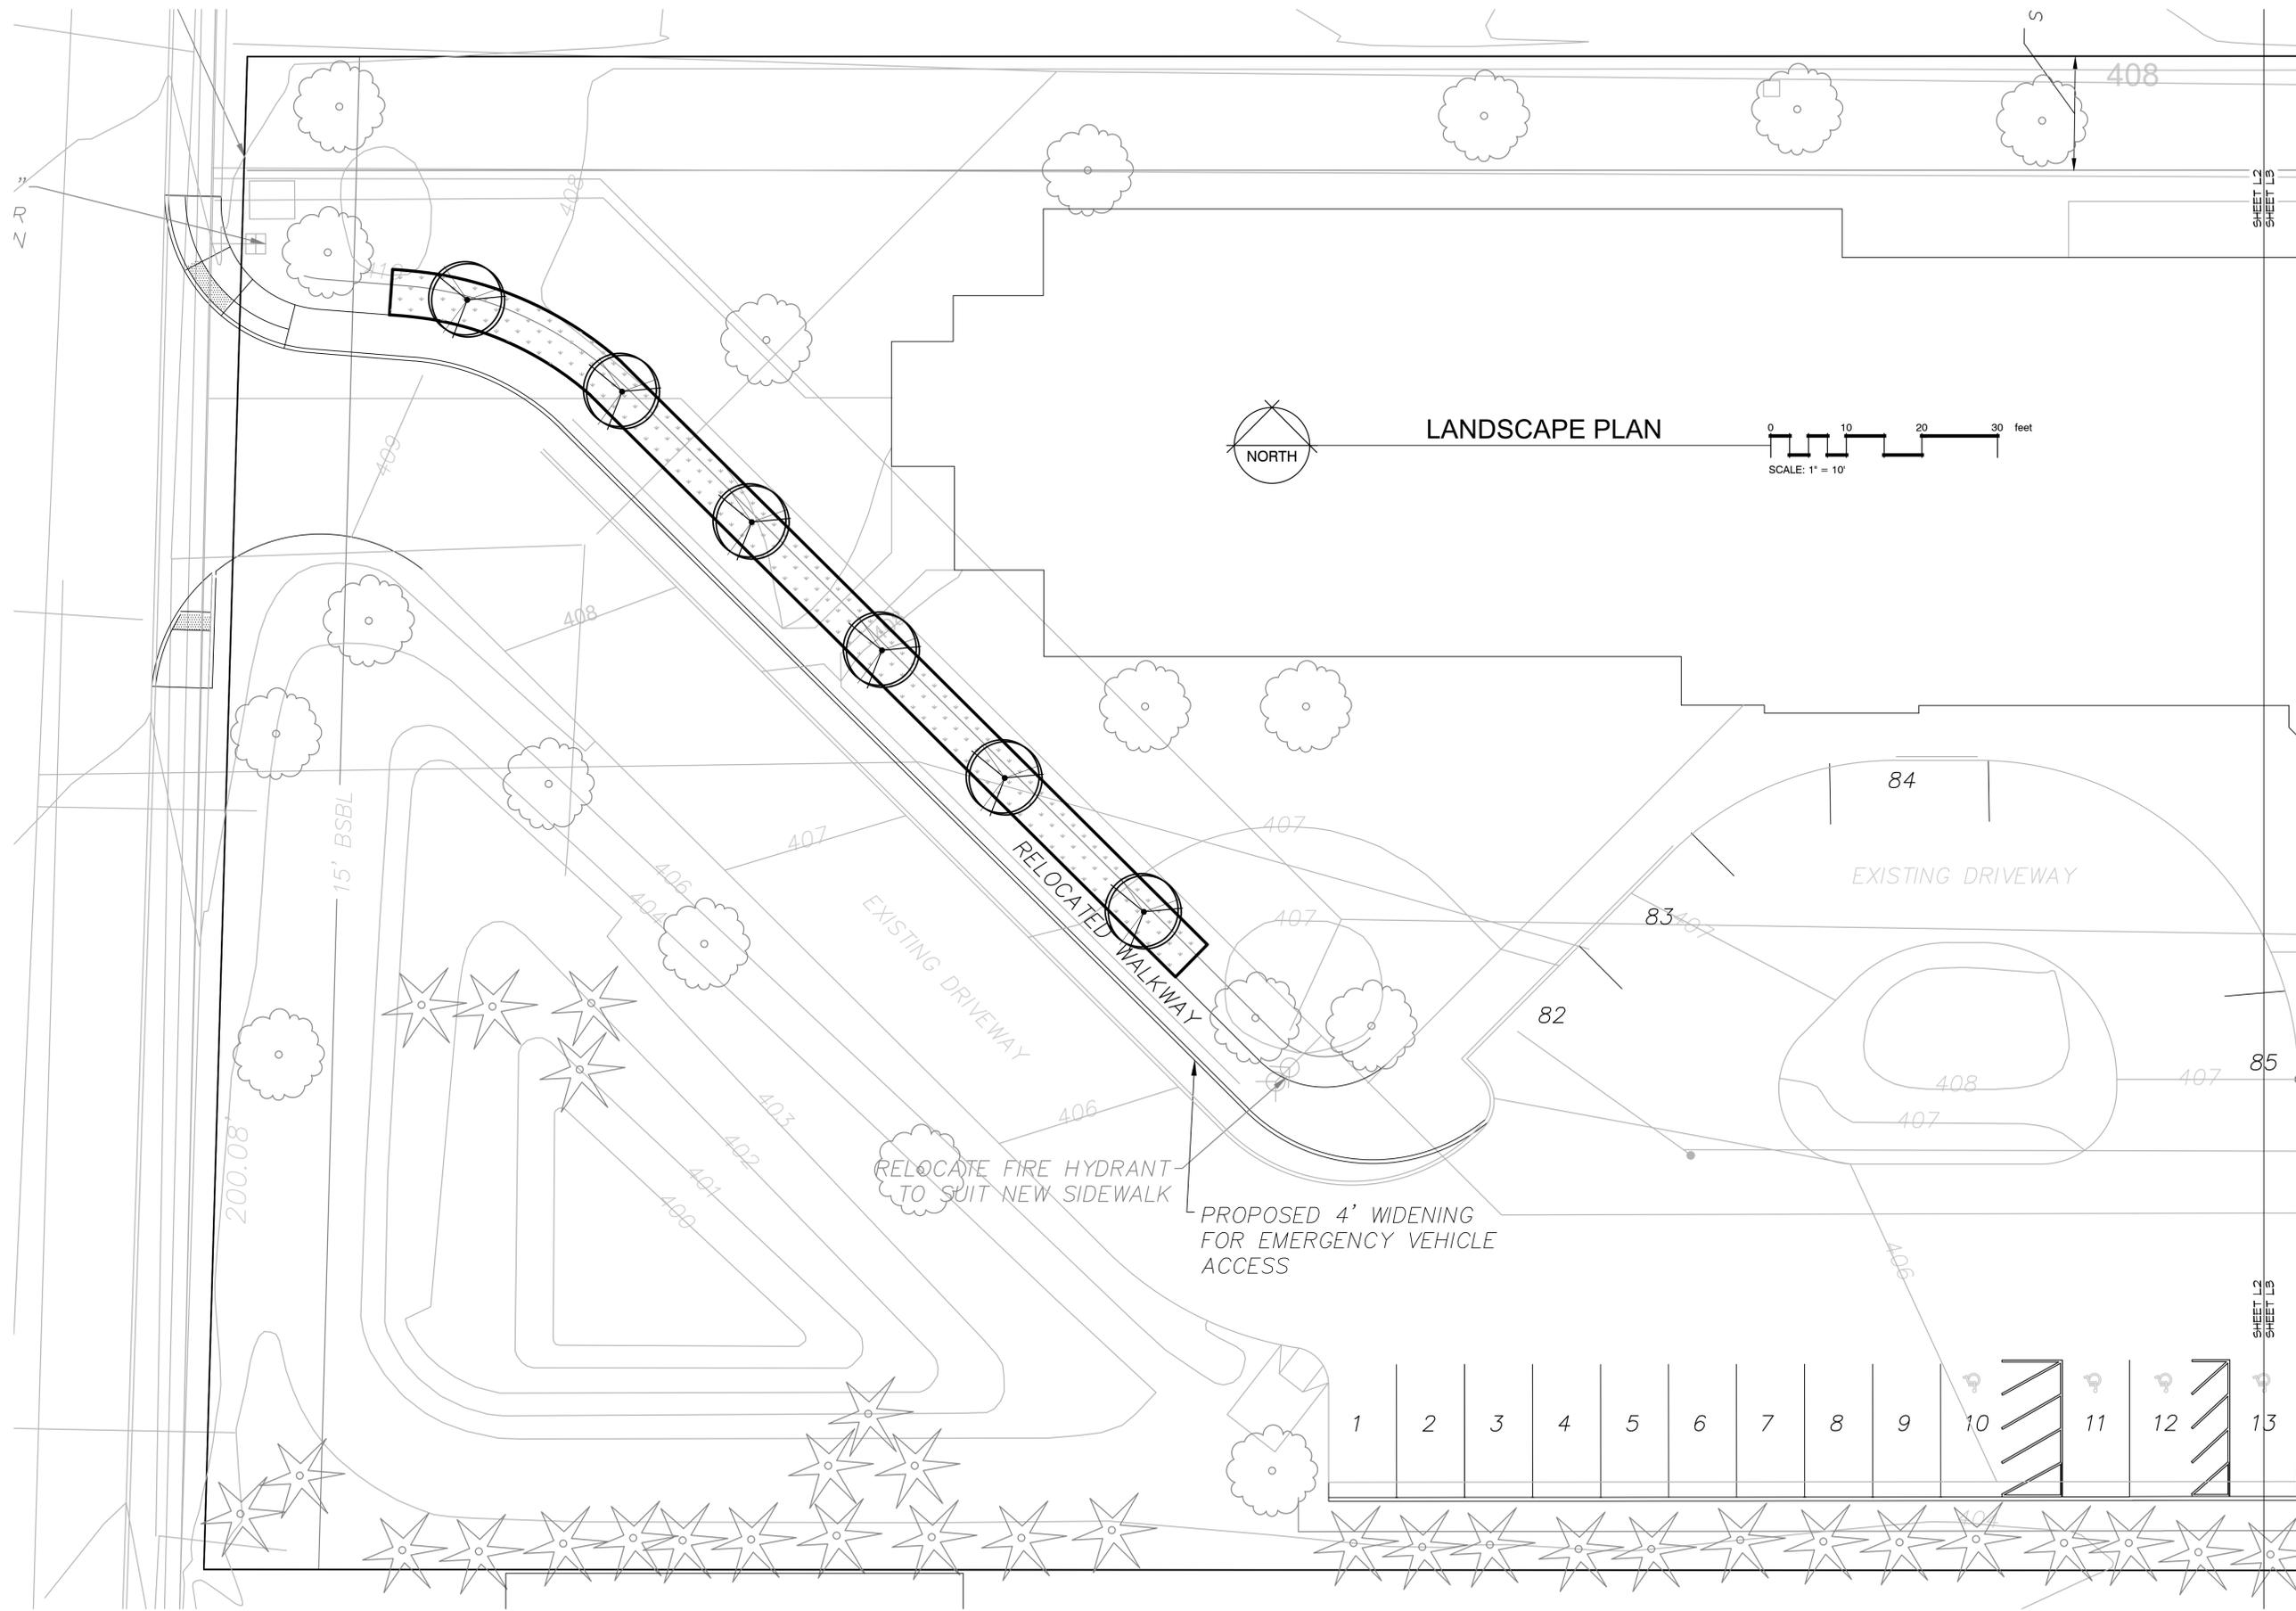 S
408
"
R
N
SHEET L2
SHEET L3
408
410
LANDSCAPE PLAN
NORTH
0 10 20 30 feet
SCALE: 1" = 10'
409
408
84
15' BSBL
407
407
EXISTING DRIVEWAY
RELOCATED WALKWAY
406
404
EXISTING DRIVEWAY
407
83
407
82
85
408
407
407
403
406
402
200.08'
401
400
RELOCATE FIRE HYDRANT
TO SUIT NEW SIDEWALK
PROPOSED 4' WIDENING
FOR EMERGENCY VEHICLE
ACCESS
406
SHEET L2
SHEET L3
1 2 3 4 5 6 7 8 9 10 11 12 13